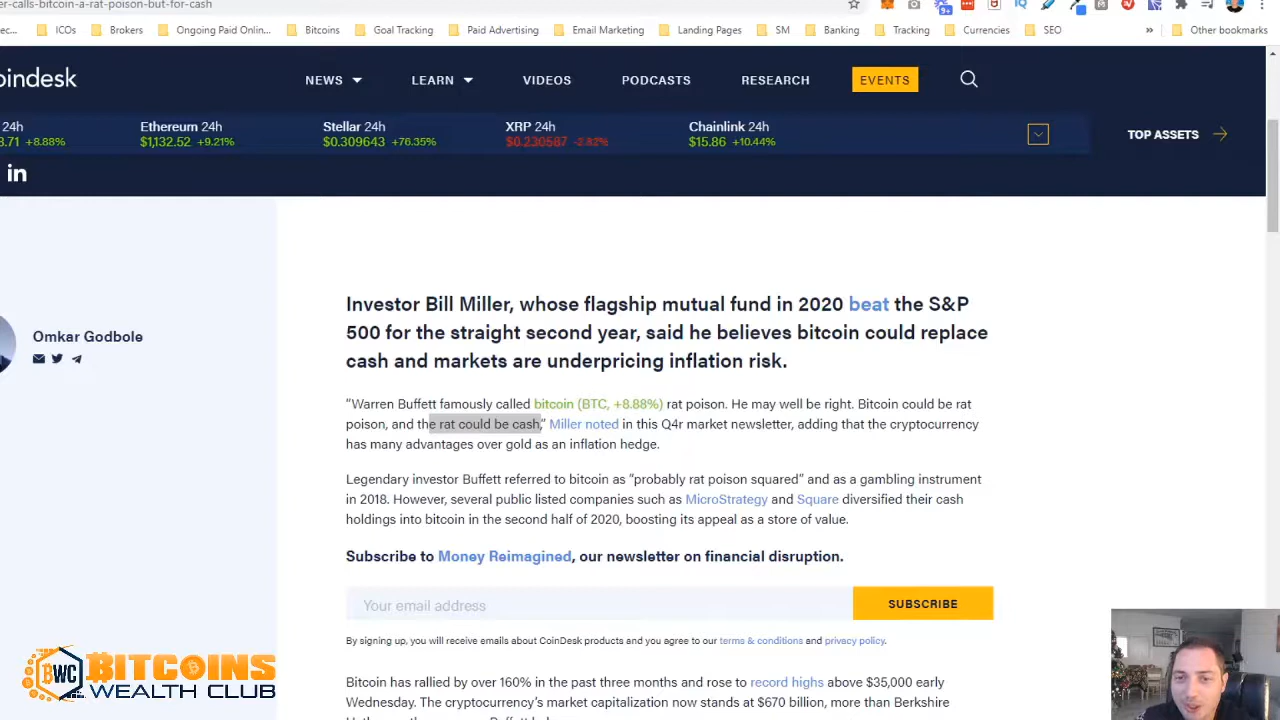 er-calls-bitcoin-a-rat-poison-but-for-cash
ICOs Brokers Ongoing Paid Onlin... Bitcoins Goal Tracking Paid Advertising Email Marketing Landing Pages SM Banking Tracking Currencies SEO » Other bookmarks
oindesk NEWS LEARN VIDEOS PODCASTS RESEARCH EVENTS
24h Ethereum 24h Stellar 24h XRP 24h Chainlink 24h
8.71 +8.88% $1,132.52 +9.21% $0.309643 +76.35% $0.230587 -2.82% $15.86 +10.44% TOP ASSETS
in
Investor Bill Miller, whose flagship mutual fund in 2020 beat the S&P
500 for the straight second year, said he believes bitcoin could replace
cash and markets are underpricing inflation risk.
Omkar Godbole
“Warren Buffett famously called bitcoin (BTC, +8.88%) rat poison. He may well be right. Bitcoin could be rat
poison, and the rat could be cash,” Miller noted in this Q4r market newsletter, adding that the cryptocurrency
has many advantages over gold as an inflation hedge.
Legendary investor Buffett referred to bitcoin as “probably rat poison squared” and as a gambling instrument
in 2018. However, several public listed companies such as MicroStrategy and Square diversified their cash
holdings into bitcoin in the second half of 2020, boosting its appeal as a store of value.
Subscribe to Money Reimagined, our newsletter on financial disruption.
Your email address SUBSCRIBE
By signing up, you will receive emails about CoinDesk products and you agree to our terms & conditions and privacy policy.
BWC BITCOINS
WEALTH CLUB
Bitcoin has rallied by over 160% in the past three months and rose to record highs above $35,000 early
Wednesday. The cryptocurrency's market capitalization now stands at $670 billion, more than Berkshire